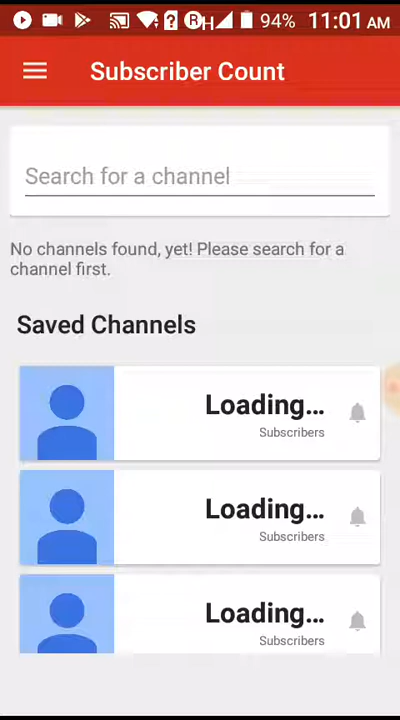 94% 11:01 AM
Subscriber Count
Search for a channel
No channels found, yet! Please search for a
channel first.
Saved Channels
Loading...
Subscribers
Loading...
Subscribers
Loading...
Subscribers